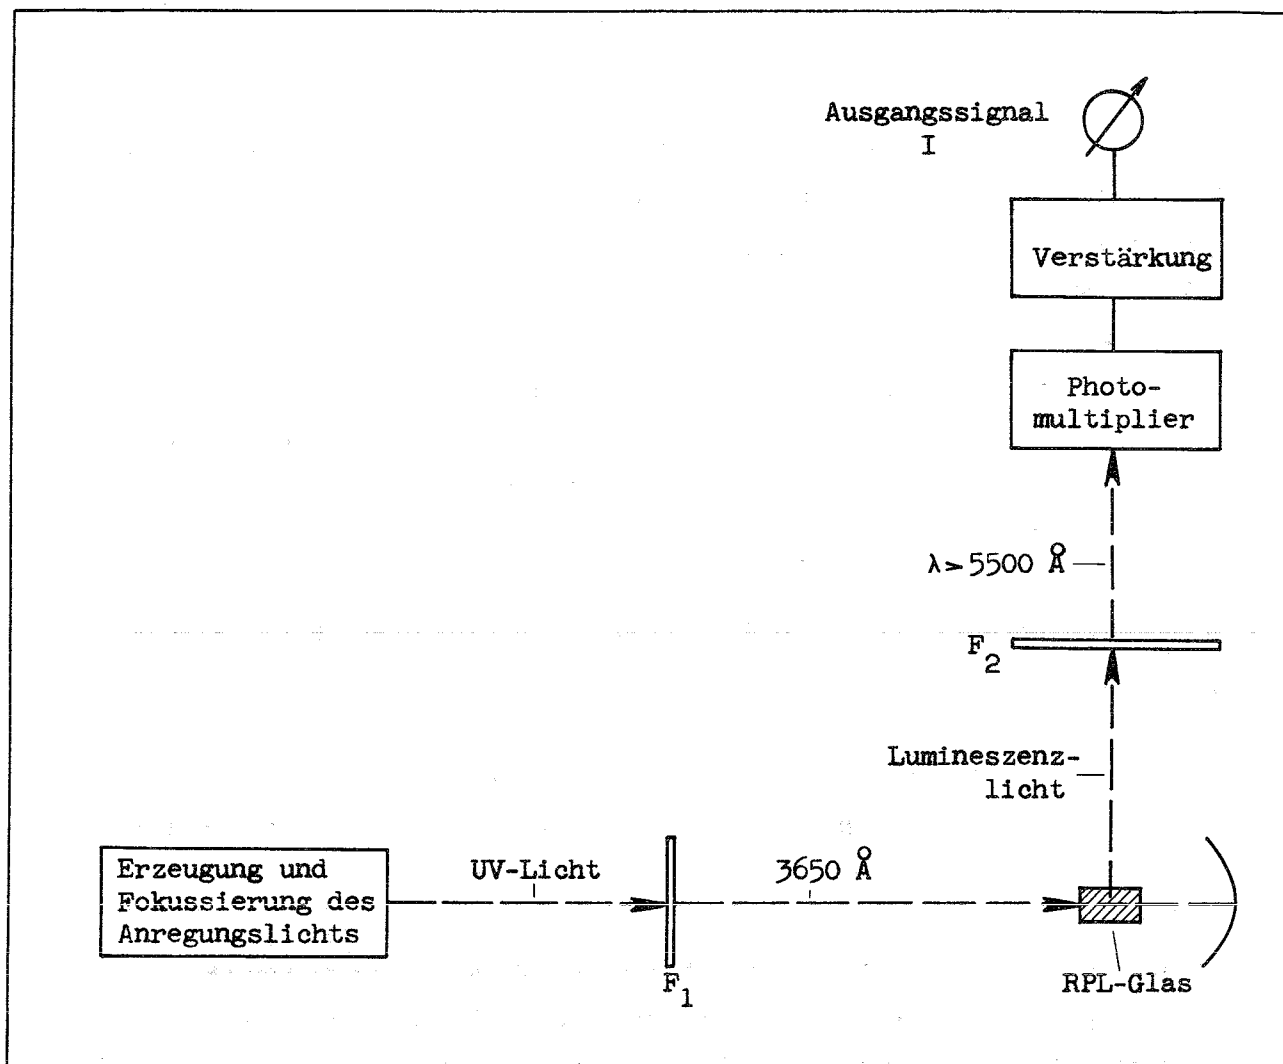 Ausgangssignal
I
Verstärkung
Photo-
multiplier
λ > 5500 Å
F2
Lumineszenz-
licht
Erzeugung und
Fokussierung des
Anregungslichts
UV-Licht
3650 Å
F1
RPL-Glas